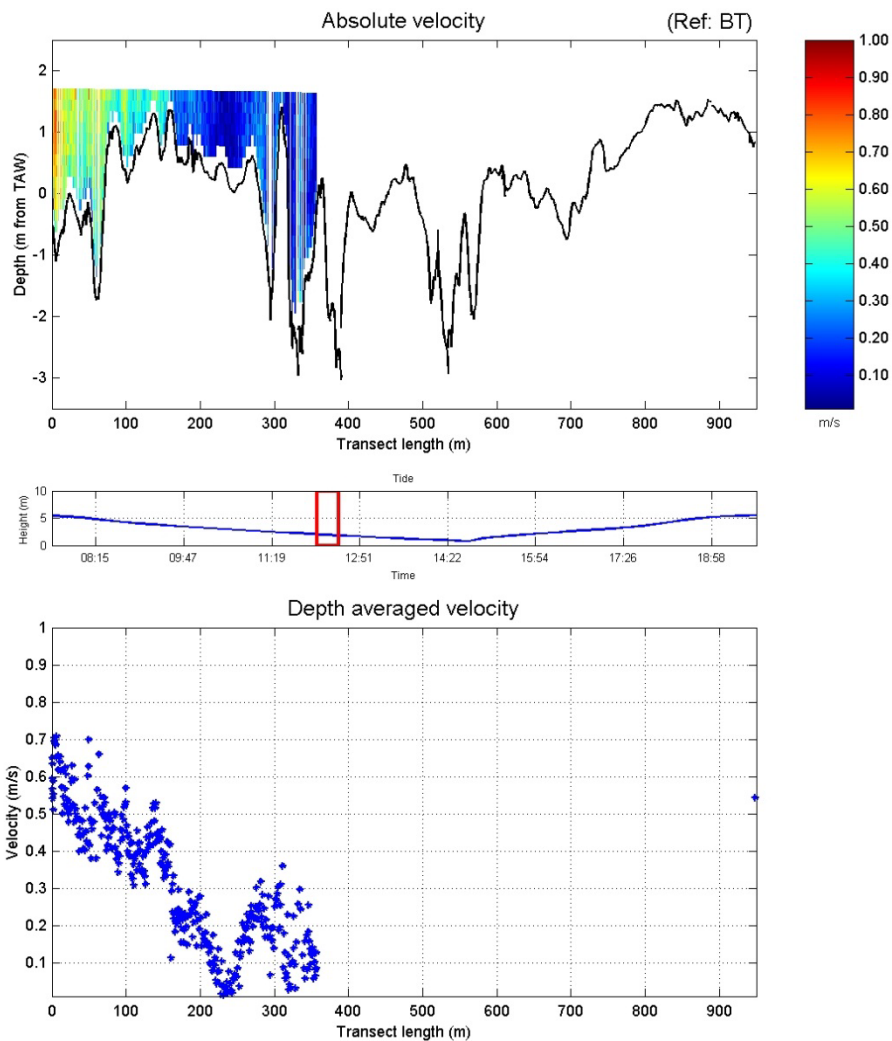 Absolute velocity (Ref: BT)
Depth (m from TAW)
2
1
0
-1
-2
-3
0 100 200 300 400 500 600 700 800 900
Transect length (m)
1.00
0.90
0.80
0.70
0.60
0.50
0.40
0.30
0.20
0.10
m/s
Tide
Height (m)
10
5
0
08:15 09:47 11:19 12:51 14:22 15:54 17:26 18:58
Time
Depth averaged velocity
Velocity (m/s)
1
0.9
0.8
0.7
0.6
0.5
0.4
0.3
0.2
0.1
0 100 200 300 400 500 600 700 800 900
Transect length (m)